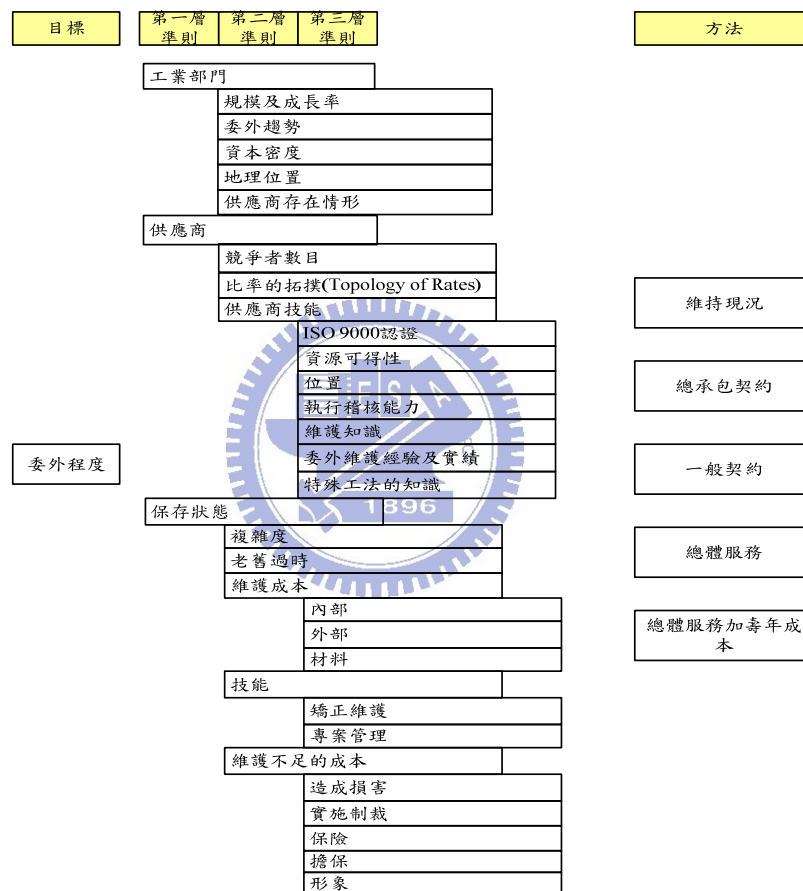 目標
第一層準則
第二層準則
第三層準則
方法
工業部門
規模及成長率
委外趨勢
資本密度
地理位置
供應商存在情形
供應商
競爭者數目
比率的拓撲(Topology of Rates)
供應商技能
ISO 9000認證
資源可得性
位置
執行稽核能力
維護知識
委外維護經驗及實績
特殊工法的知識
委外程度
保存狀態
複雜度
老舊過時
維護成本
內部
外部
材料
技能
矯正維護
專案管理
維護不足的成本
造成損害
實施制裁
保險
擔保
形象
維持現況
總承包契約
一般契約
總體服務
總體服務加壽年成
本
ESA
1896